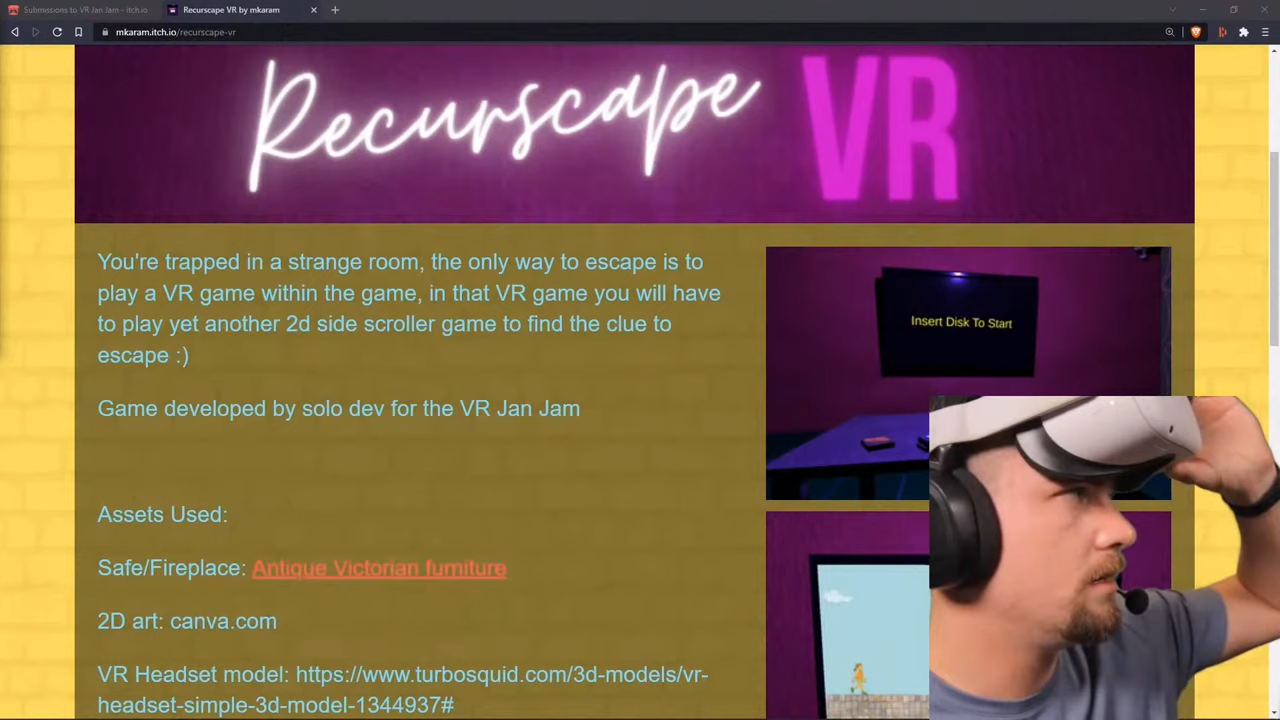 Submissions to VR Jan Jam - itch.io
Recurscape VR by mkaram
mkaram.itch.io/recurscape-vr
Recurscape VR
You're trapped in a strange room, the only way to escape is to
play a VR game within the game, in that VR game you will have
to play yet another 2d side scroller game to find the clue to
escape :)
Game developed by solo dev for the VR Jan Jam
Assets Used:
Safe/Fireplace: Antique Victorian furniture
2D art: canva.com
VR Headset model: https://www.turbosquid.com/3d-models/vr-
headset-simple-3d-model-1344937#
Insert Disk To Start